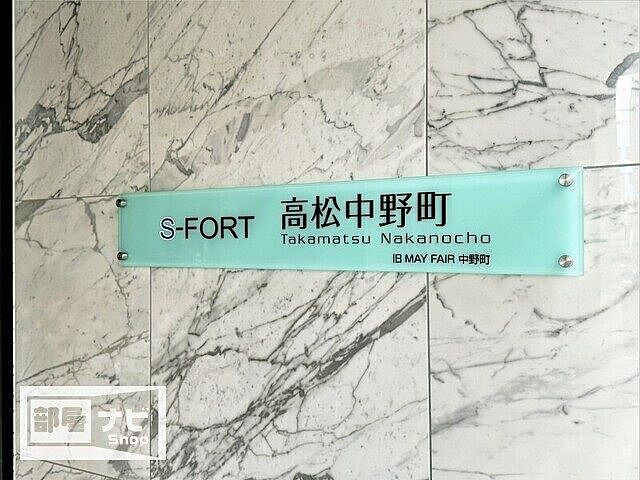 S-FORT 高松中野町
Takamatsu Nakanocho
旧 MAY FAIR 中野町
部屋ナビ
Shop